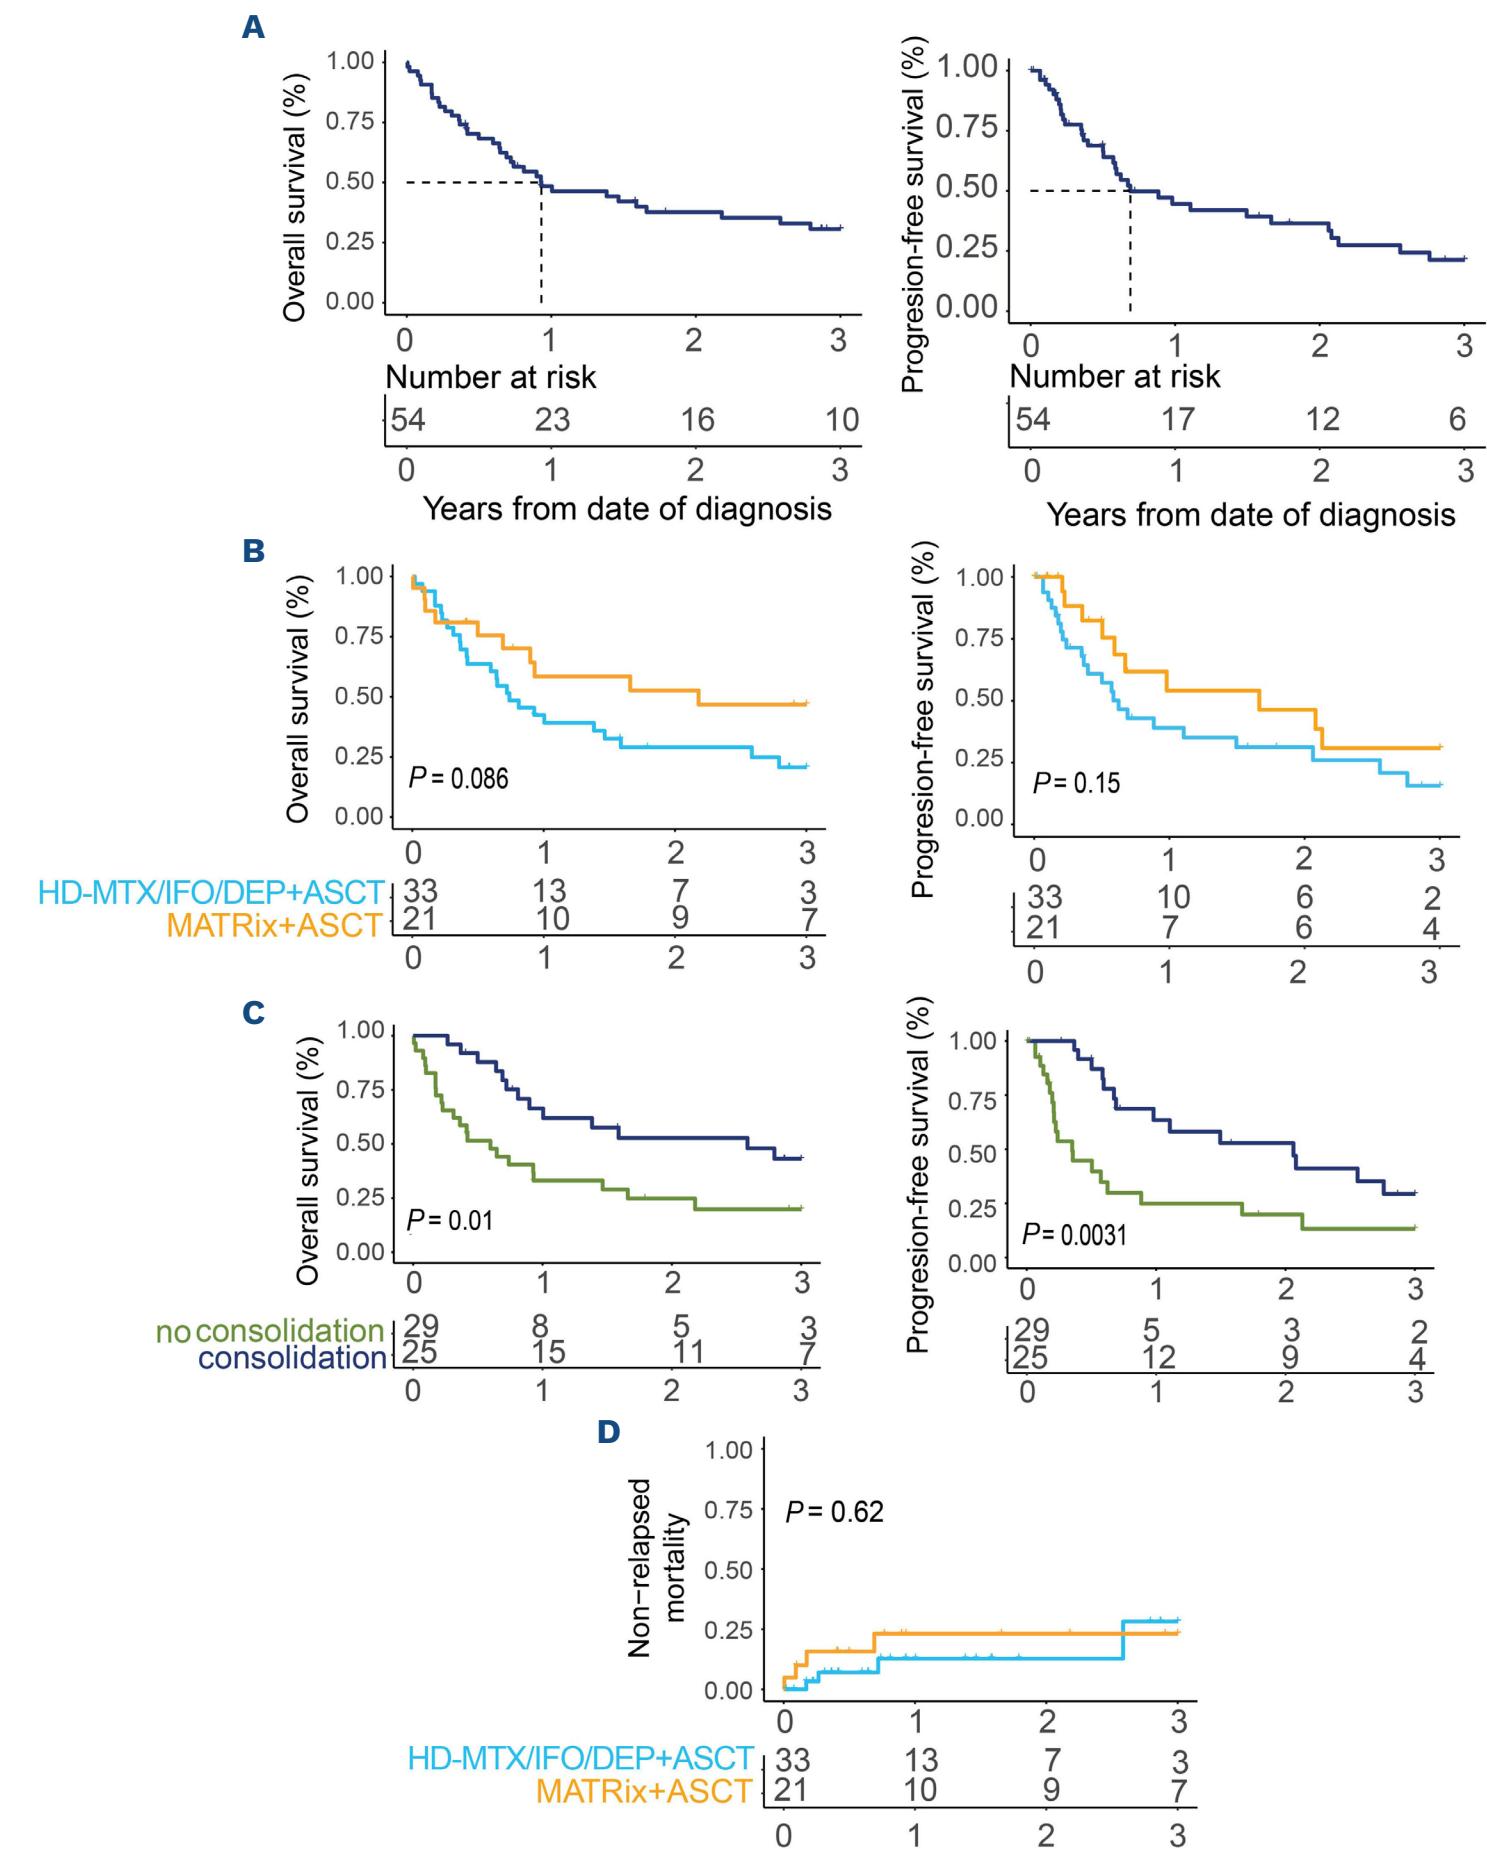 A
Overall survival (%)
1.00
0.75
0.50
0.25
0.00
0 1 2 3
Number at risk
54 23 16 10
0 1 2 3
Years from date of diagnosis
Progresion-free survival (%)
1.00
0.75
0.50
0.25
0.00
0 1 2 3
Number at risk
54 17 12 6
0 1 2 3
Years from date of diagnosis
B
Overall survival (%)
1.00
0.75
0.50
0.25
0.00
P = 0.086
0 1 2 3
HD-MTX/IFO/DEP+ASCT 33 13 7 3
MATRix+ASCT 21 10 9 7
0 1 2 3
Progresion-free survival (%)
1.00
0.75
0.50
0.25
0.00
P = 0.15
0 1 2 3
33 10 6 2
21 7 6 4
0 1 2 3
C
Overall survival (%)
1.00
0.75
0.50
0.25
0.00
P = 0.01
0 1 2 3
no consolidation 29 8 5 3
consolidation 25 15 11 7
0 1 2 3
Progresion-free survival (%)
1.00
0.75
0.50
0.25
0.00
P = 0.0031
0 1 2 3
29 5 3 2
25 12 9 4
0 1 2 3
D
Non−relapsed
mortality
1.00
0.75
0.50
0.25
0.00
P = 0.62
0 1 2 3
HD-MTX/IFO/DEP+ASCT 33 13 7 3
MATRix+ASCT 21 10 9 7
0 1 2 3